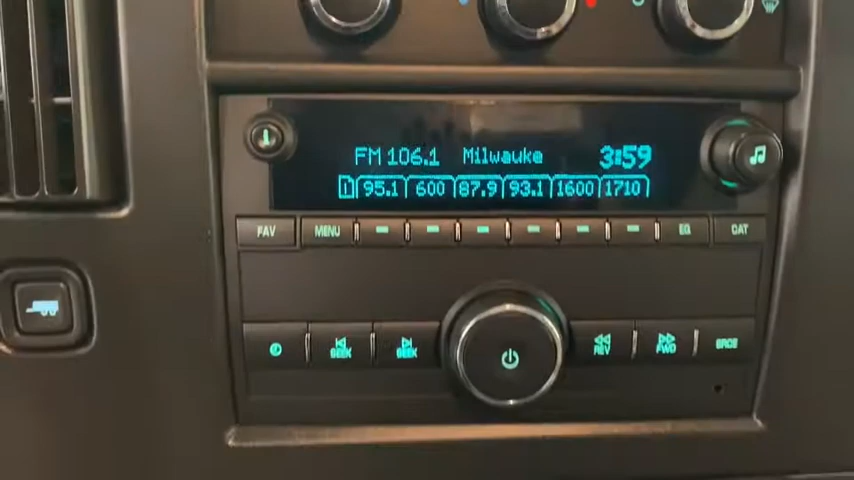 FM 106.1 Milwauke 3:59
1 95.1 600 87.9 93.1 1600 1710
FAV MENU EQ CAT
SEEK SEEK REV FWD SRCE